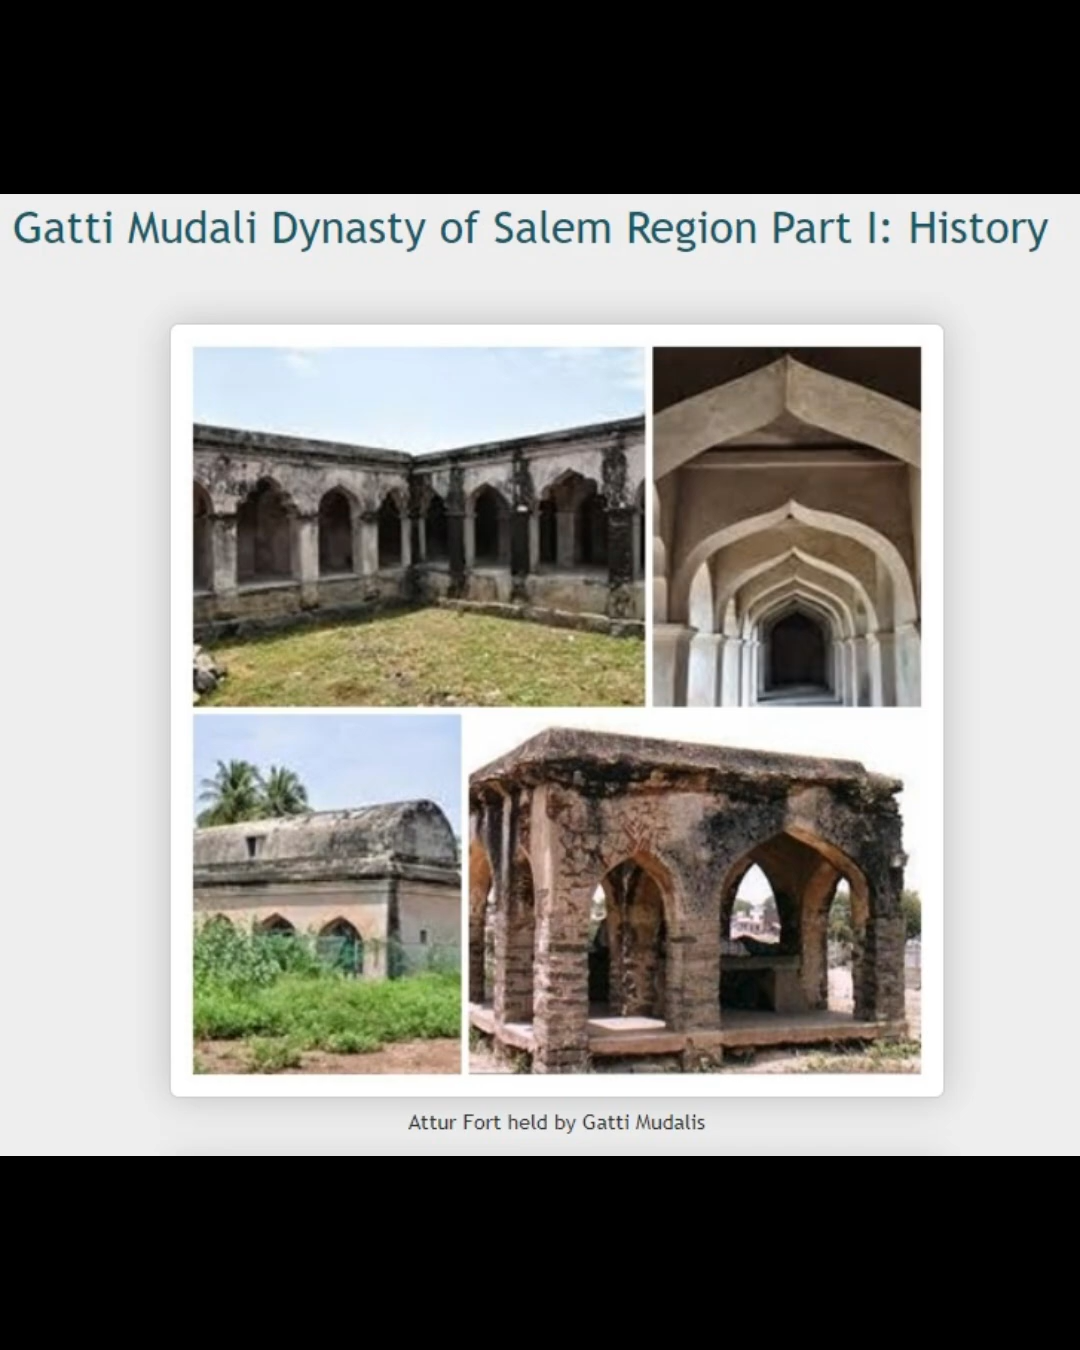 Gatti Mudali Dynasty of Salem Region Part I: History
Attur Fort held by Gatti Mudalis